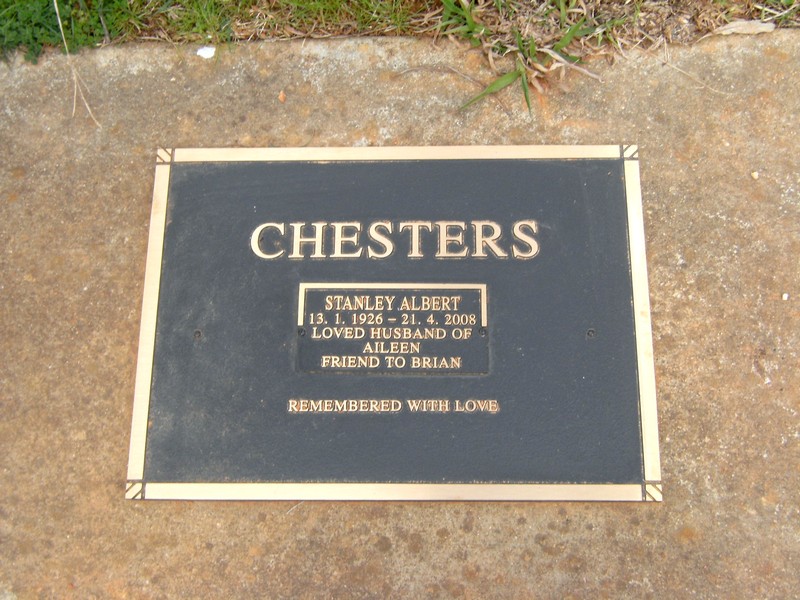 CHESTERS
STANLEY ALBERT
13. 1. 1926 – 21. 4. 2008
LOVED HUSBAND OF
AILEEN
FRIEND TO BRIAN
REMEMBERED WITH LOVE